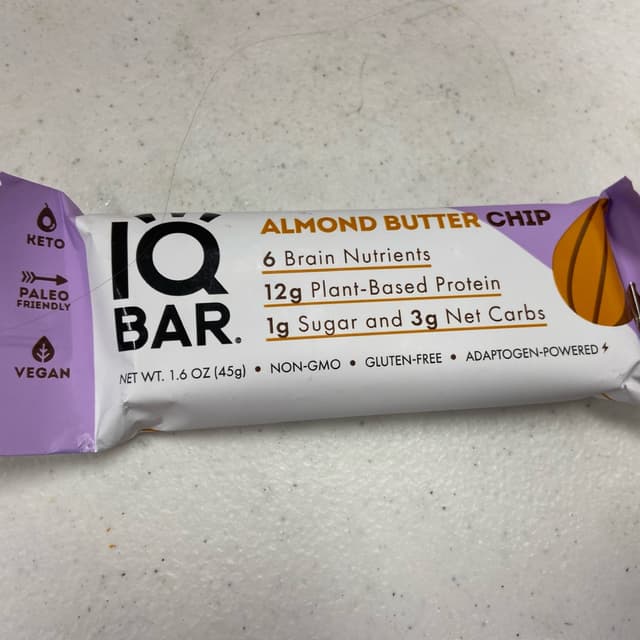 KETO
PALEO
FRIENDLY
VEGAN
IQ
BAR.
ALMOND BUTTER CHIP
6 Brain Nutrients
12g Plant-Based Protein
1g Sugar and 3g Net Carbs
NET WT. 1.6 OZ (45g) • NON-GMO • GLUTEN-FREE • ADAPTOGEN-POWERED